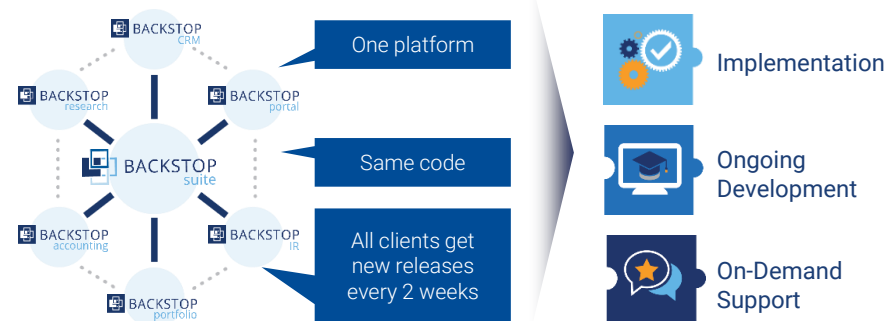 BACKSTOP
CRM
BACKSTOP
research
BACKSTOP
portal
BACKSTOP
suite
BACKSTOP
accounting
BACKSTOP
IR
BACKSTOP
portfolio
One platform
Same code
All clients get
new releases
every 2 weeks
Implementation
Ongoing
Development
On-Demand
Support